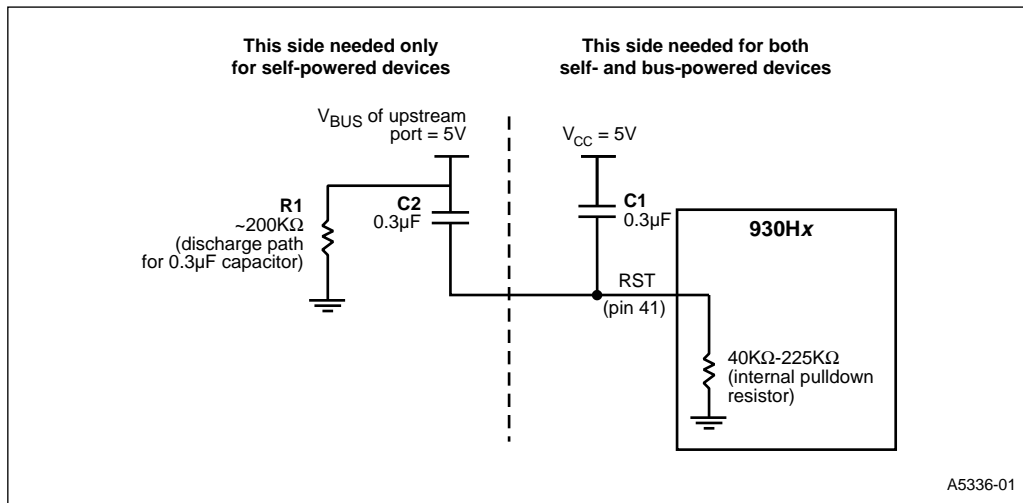 This side needed only
for self-powered devices
This side needed for both
self- and bus-powered devices
VBUS of upstream
port = 5V
VCC = 5V
R1
~200KΩ
(discharge path
for 0.3µF capacitor)
C2
0.3µF
C1
0.3µF
930Hx
RST
(pin 41)
40KΩ-225KΩ
(internal pulldown
resistor)
A5336-01